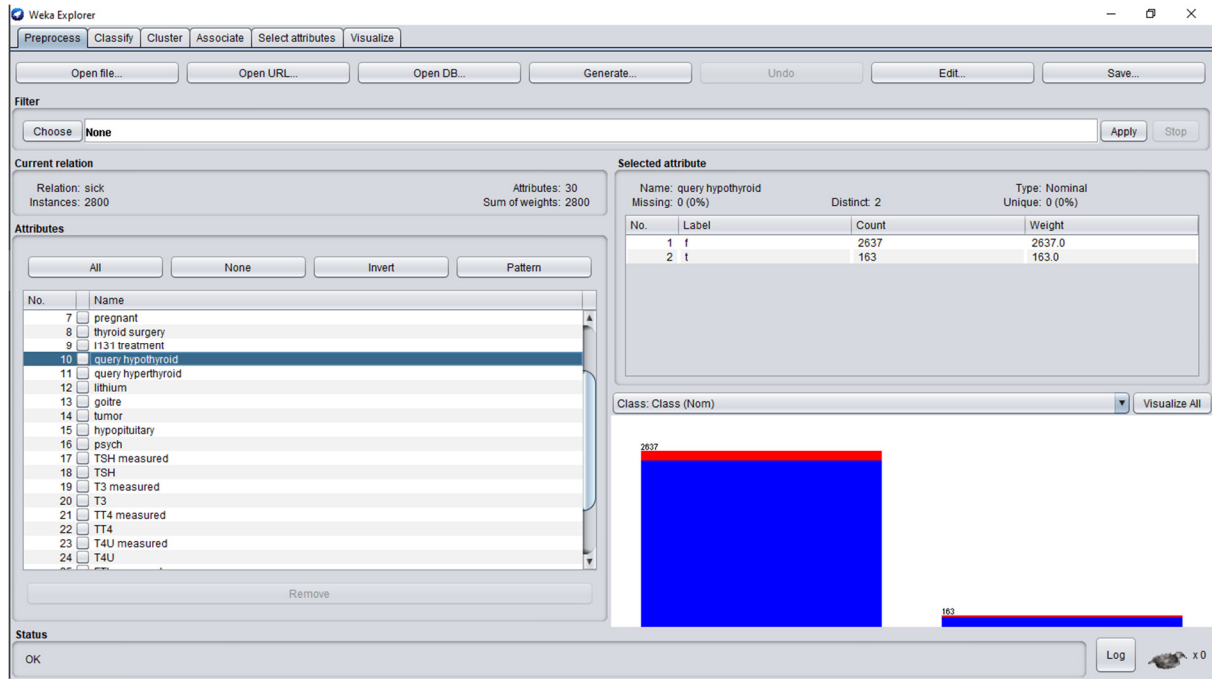 Weka Explorer
Preprocess Classify Cluster Associate Select attributes Visualize
Open file... Open URL... Open DB... Generate... Undo Edit... Save...
Filter
Choose None Apply Stop
Current relation
Relation: sick Attributes: 30
Instances: 2800 Sum of weights: 2800
Attributes
All None Invert Pattern
No. Name
7 pregnant
8 thyroid surgery
9 I131 treatment
10 query hypothyroid
11 query hyperthyroid
12 lithium
13 goitre
14 tumor
15 hypopituitary
16 psych
17 TSH measured
18 TSH
19 T3 measured
20 T3
21 TT4 measured
22 TT4
23 T4U measured
24 T4U
Remove
Selected attribute
Name: query hypothyroid Type: Nominal
Missing: 0 (0%) Distinct: 2 Unique: 0 (0%)
No. Label Count Weight
1 f 2637 2637.0
2 t 163 163.0
Class: Class (Nom) Visualize All
2637
163
Status
OK Log x 0